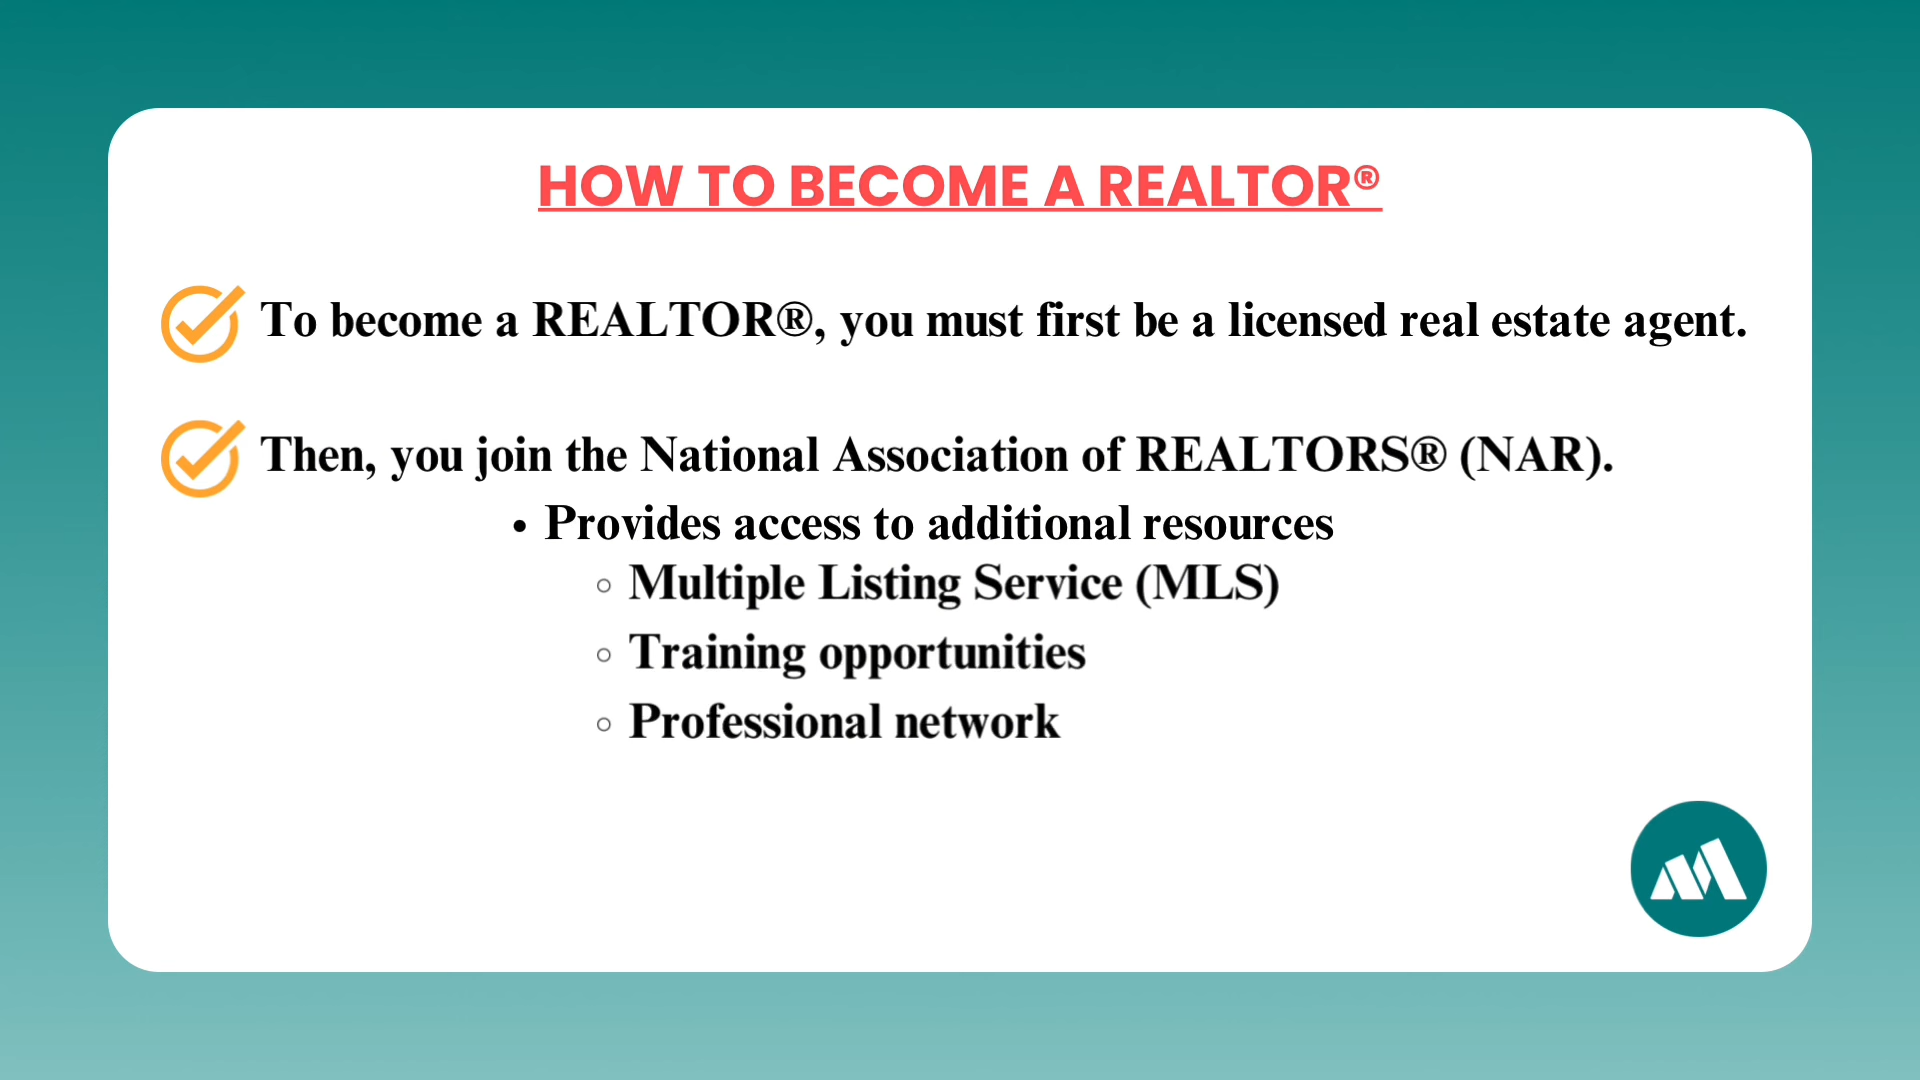 HOW TO BECOME A REALTOR®
To become a REALTOR®, you must first be a licensed real estate agent.
Then, you join the National Association of REALTORS® (NAR).
• Provides access to additional resources
○ Multiple Listing Service (MLS)
○ Training opportunities
○ Professional network